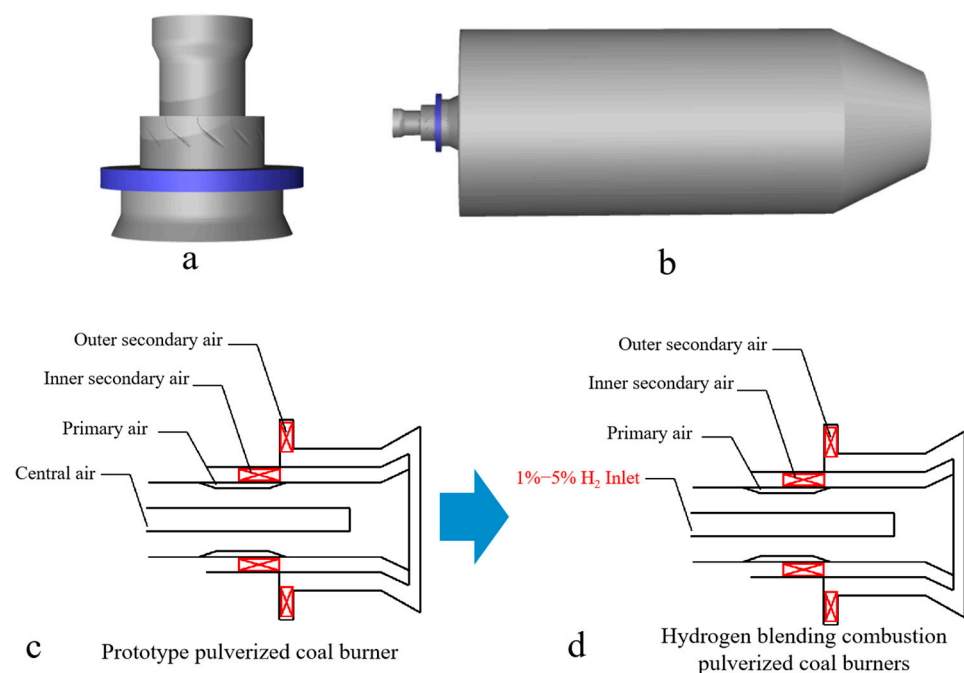 a
b
Outer secondary air
Inner secondary air
Primary air
Central air
c
Prototype pulverized coal burner
Outer secondary air
Inner secondary air
Primary air
1%−5% H₂ Inlet
d
Hydrogen blending combustion
pulverized coal burners